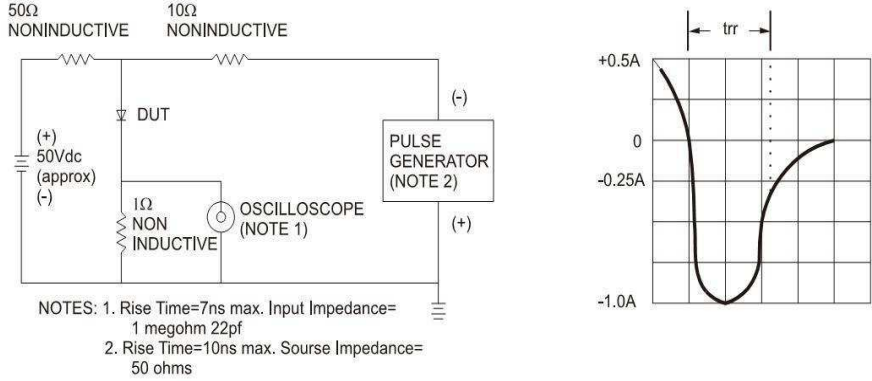 50Ω
NONINDUCTIVE
10Ω
NONINDUCTIVE
DUT
(+)
50Vdc
(approx)
(-)
1Ω
NON
INDUCTIVE
OSCILLOSCOPE
(NOTE 1)
(-)
PULSE
GENERATOR
(NOTE 2)
(+)
NOTES: 1. Rise Time=7ns max. Input Impedance=
1 megohm 22pf
2. Rise Time=10ns max. Sourse Impedance=
50 ohms
trr
+0.5A
0
-0.25A
-1.0A